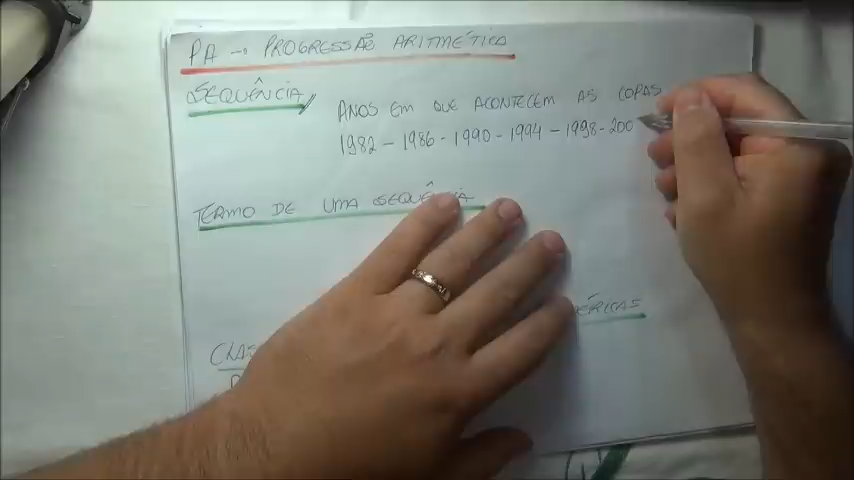 PA → PROGRESSÃO ARITMÉTICA
SEQUÊNCIA
ANOS EM QUE ACONTECEM AS COPAS
1982 - 1986 - 1990 - 1994 - 1998 - 200
TERMO DE UMA SEQUÊNCIA